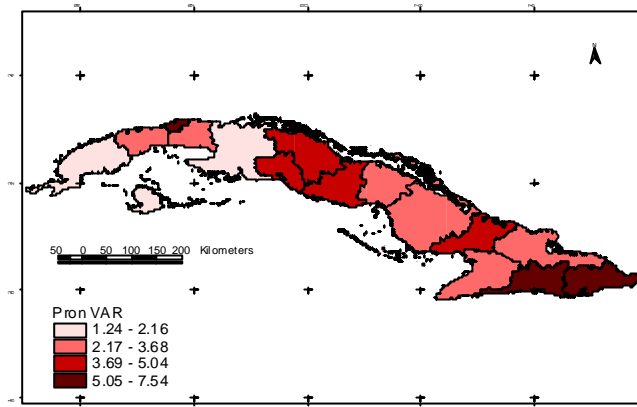 N
50 0 50 100 150 200 Kilometers
Pron VAR
1.24 - 2.16
2.17 - 3.68
3.69 - 5.04
5.05 - 7.54